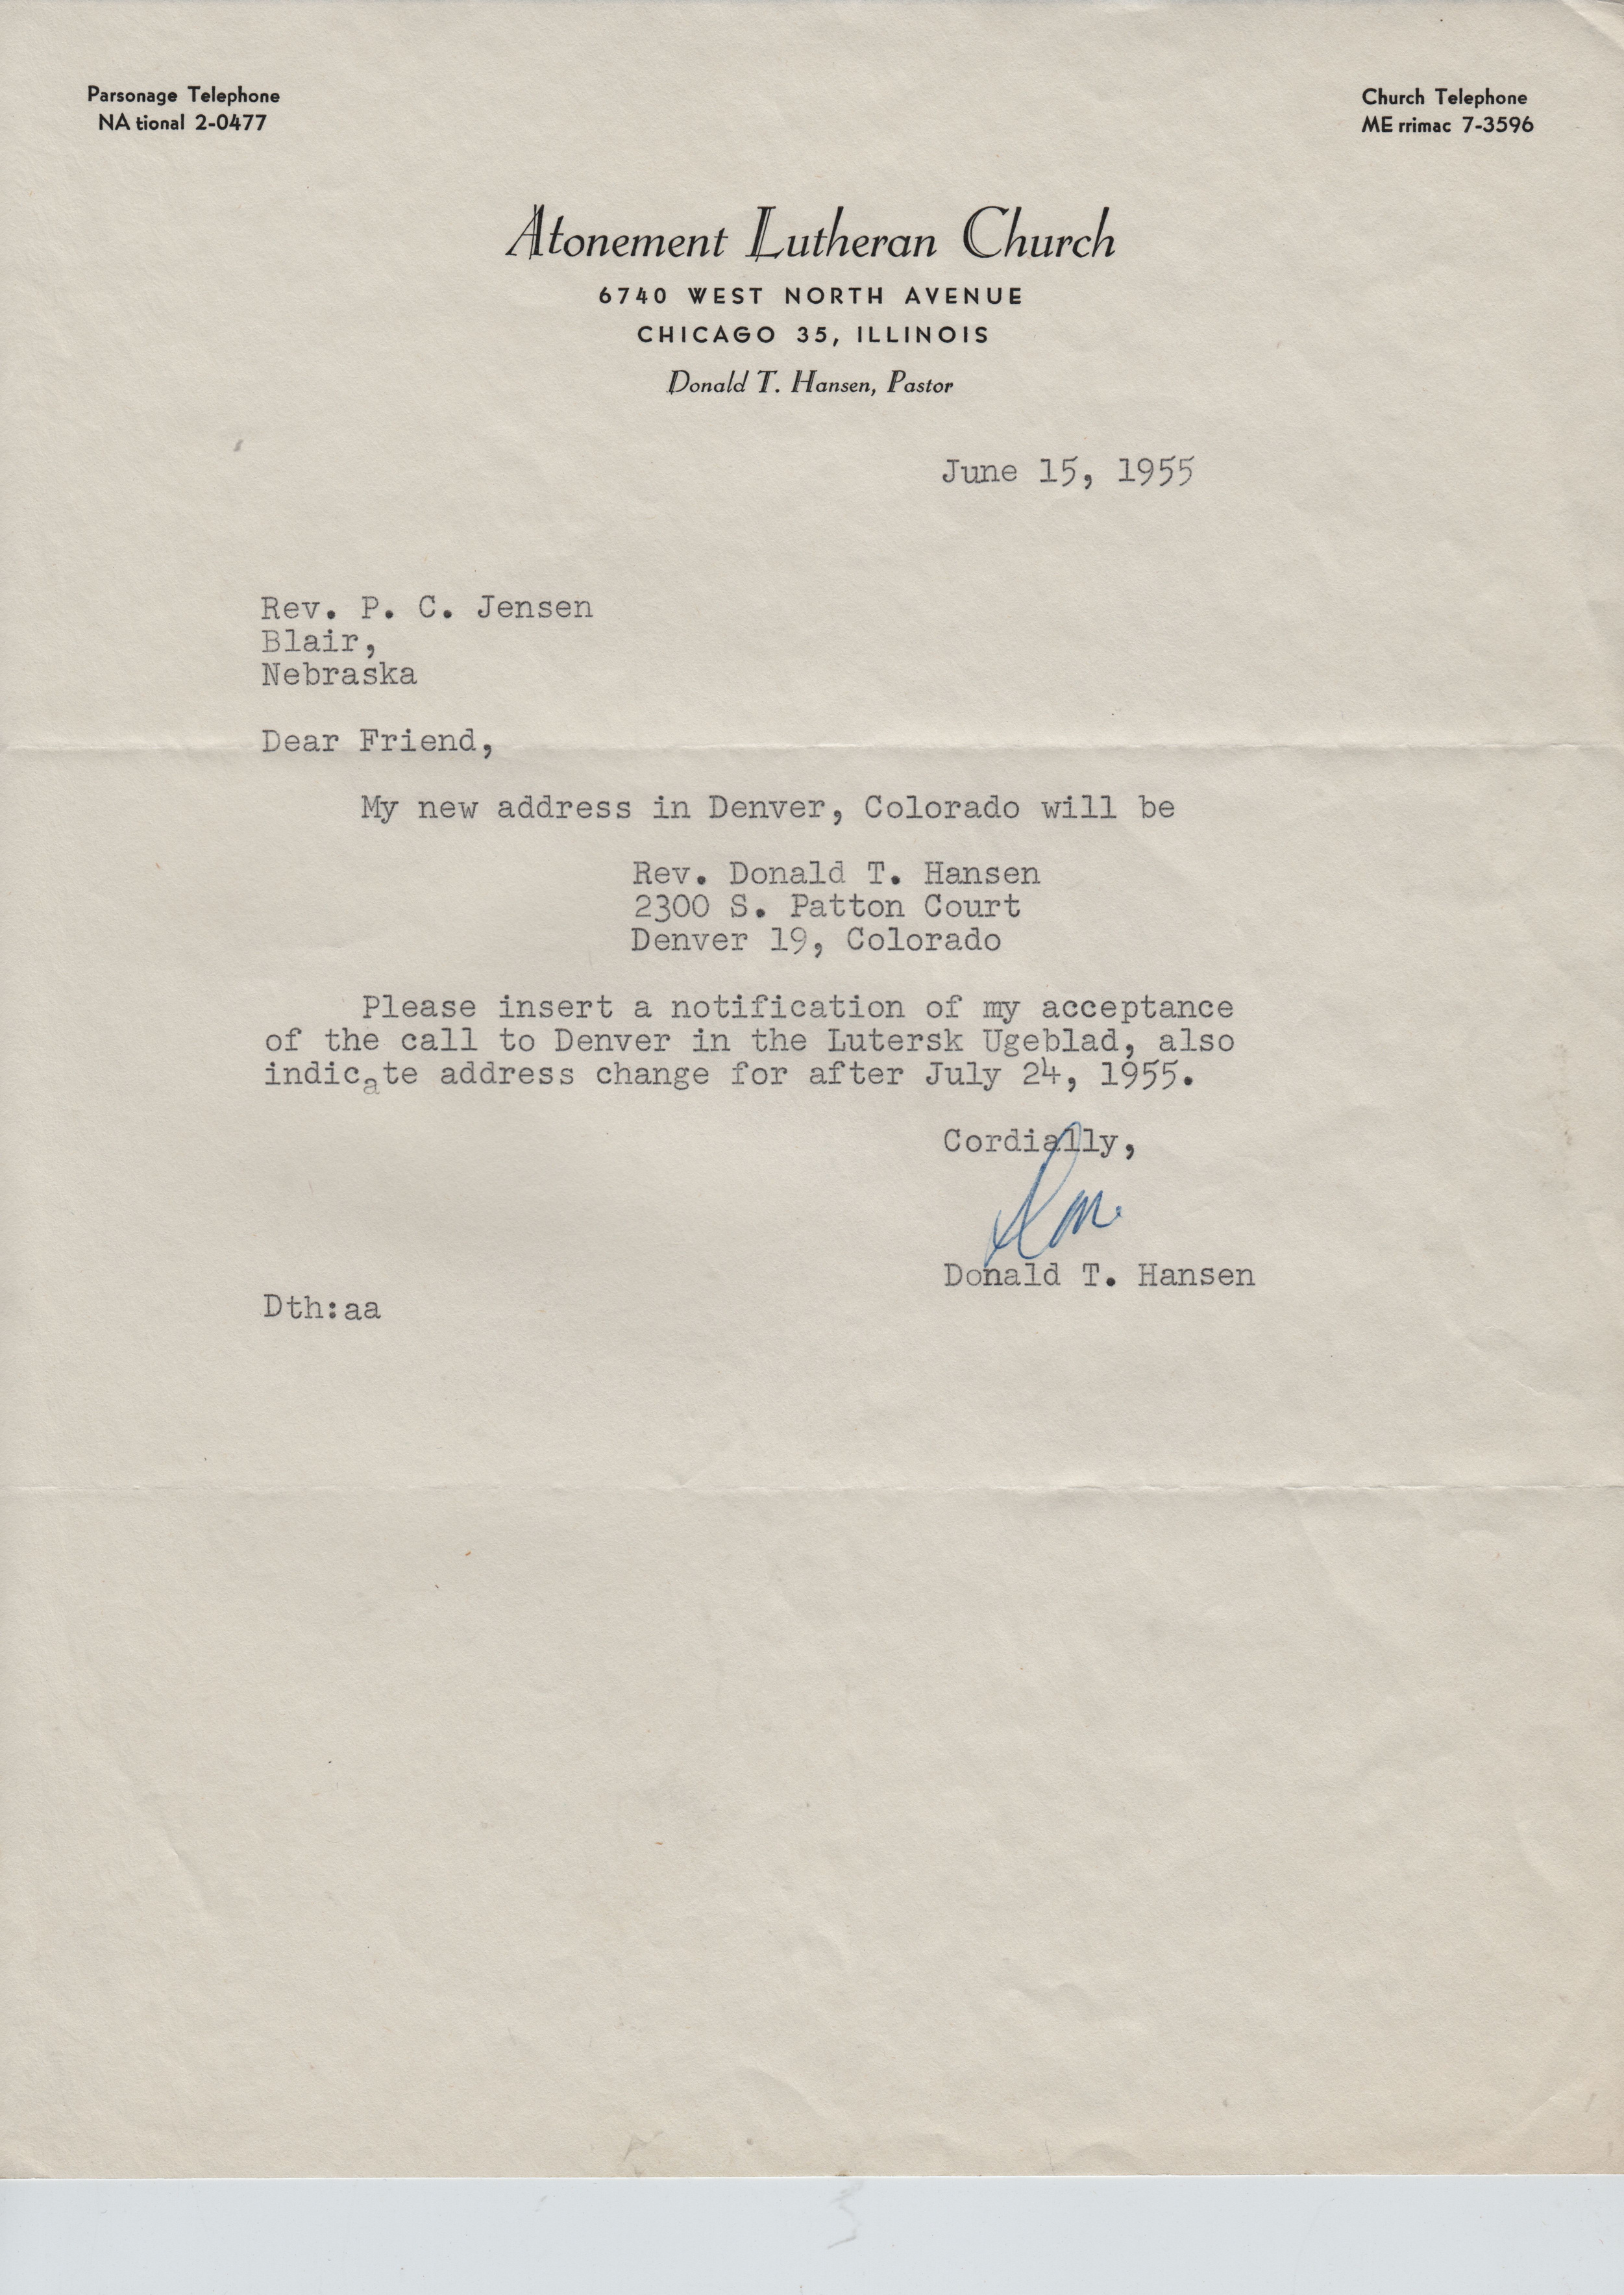 Parsonage Telephone
NA tional 2-0477
Church Telephone
ME rrimac 7-3596
Atonement Lutheran Church
6740 WEST NORTH AVENUE
CHICAGO 35, ILLINOIS
Donald T. Hansen, Pastor
June 15, 1955
Rev. P. C. Jensen
Blair,
Nebraska
Dear Friend,
My new address in Denver, Colorado will be
Rev. Donald T. Hansen
2300 S. Patton Court
Denver 19, Colorado
Please insert a notification of my acceptance
of the call to Denver in the Lutersk Ugeblad, also
indicate address change for after July 24, 1955.
Cordially,
Don
Donald T. Hansen
Dth:aa